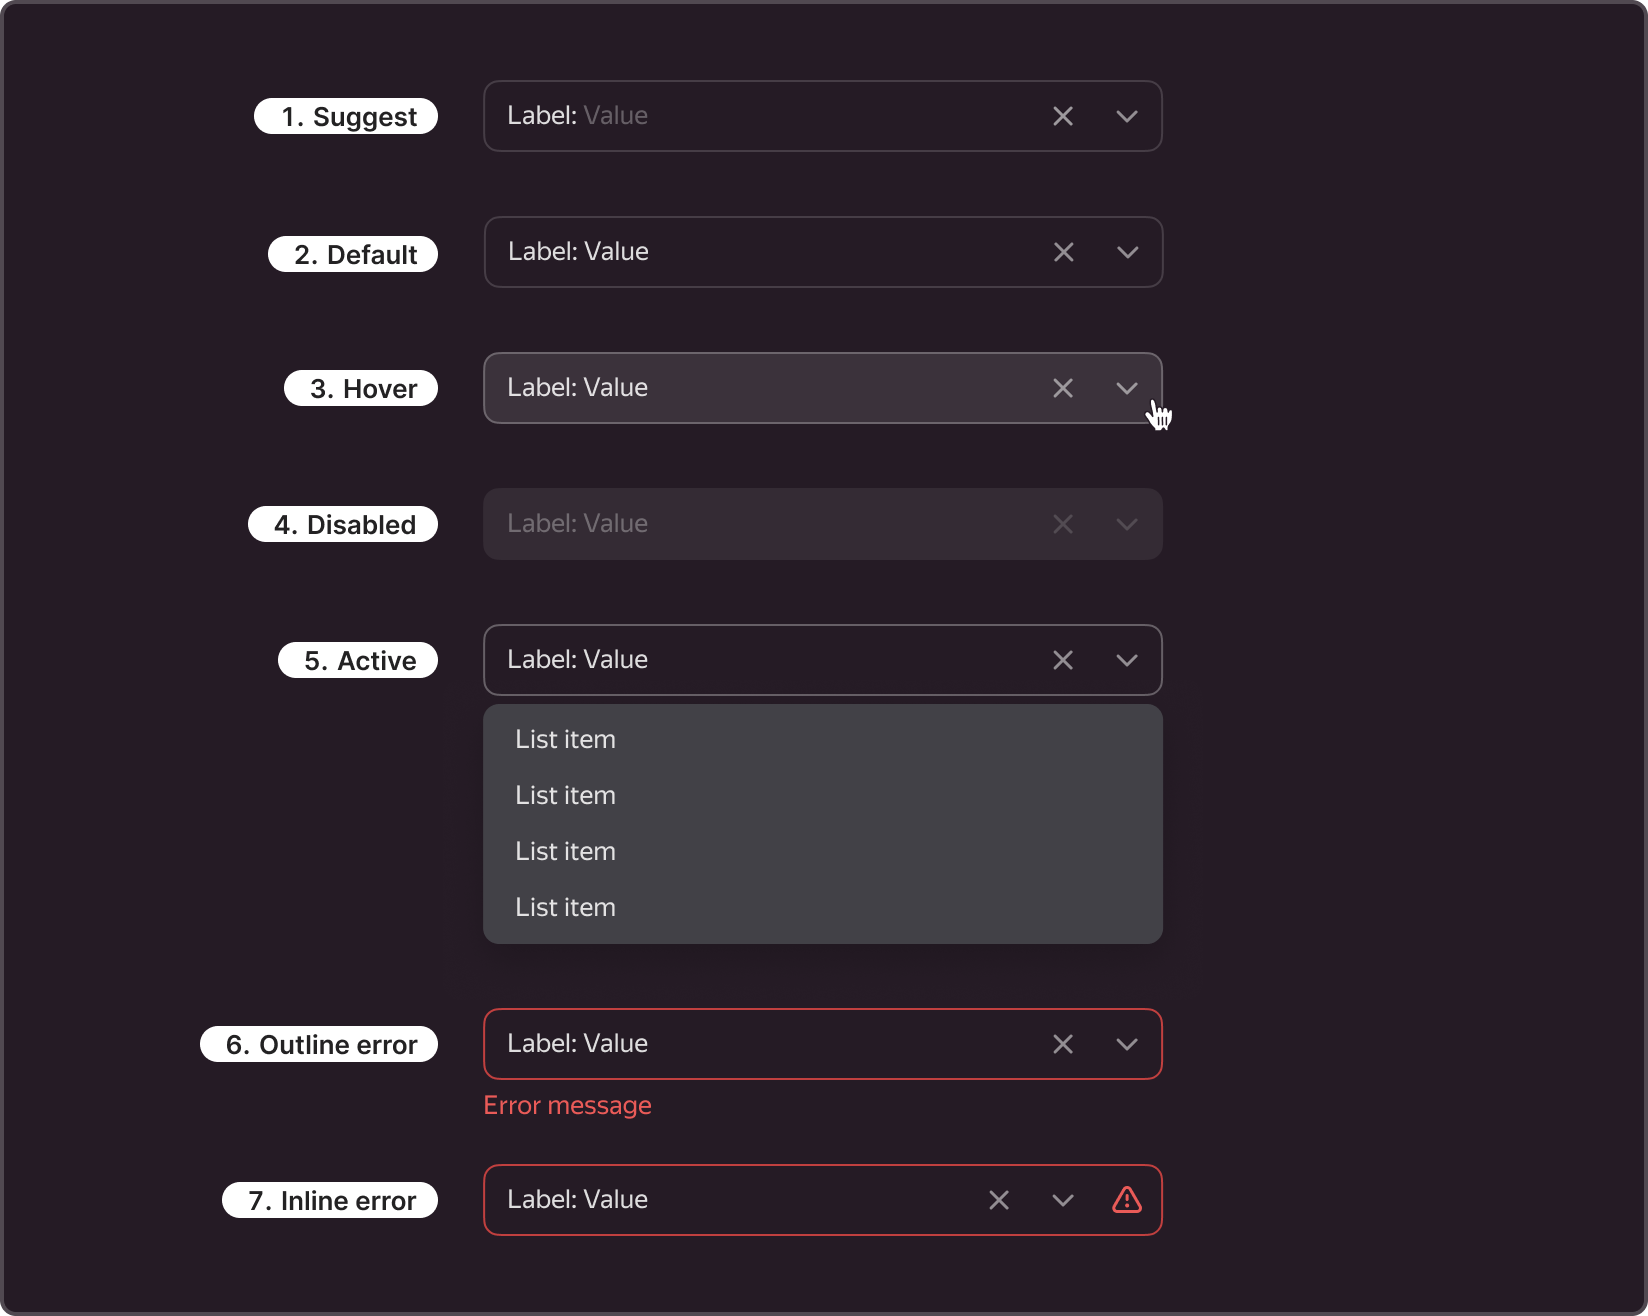 1. Suggest
Label: Value
2. Default
Label: Value
3. Hover
Label: Value
4. Disabled
Label: Value
5. Active
Label: Value
List item
List item
List item
List item
6. Outline error
Label: Value
Error message
7. Inline error
Label: Value